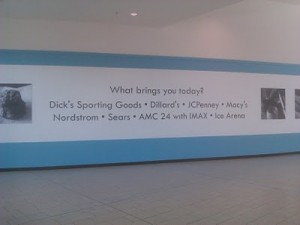 What brings you today?
Dick's Sporting Goods • Dillard's • JCPenney • Macy's
Nordstrom • Sears • AMC 24 with IMAX • Ice Arena